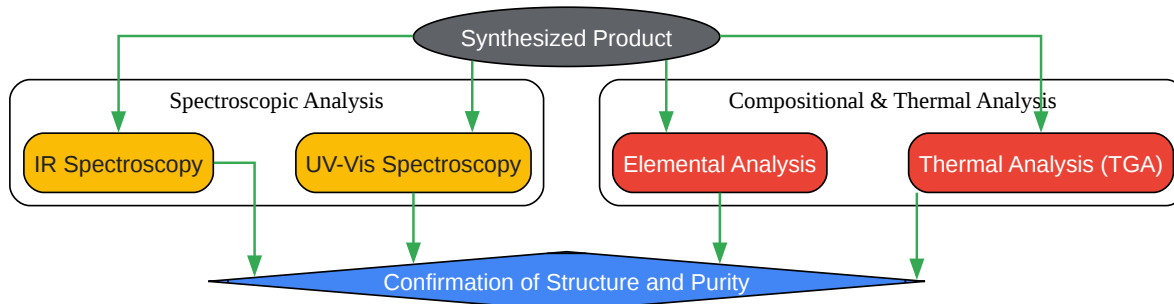 Synthesized Product
Spectroscopic Analysis
Compositional & Thermal Analysis
IR Spectroscopy
UV-Vis Spectroscopy
Elemental Analysis
Thermal Analysis (TGA)
Confirmation of Structure and Purity